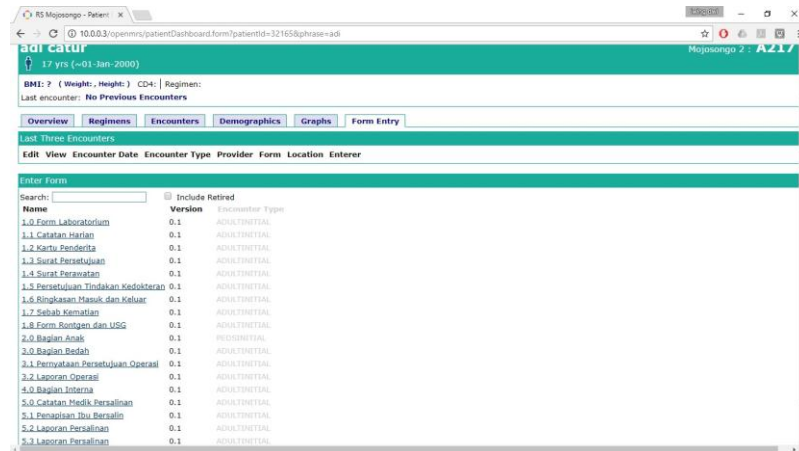 RS Mojosongo - Patient
10.0.0.3/openmrs/patientDashboard.form?patientId=32165&phrase=adi
adi catur
Mojosongo 2 : A217
17 yrs (~01-Jan-2000)
BMI: ? ( Weight: , Height: ) CD4: Regimen:
Last encounter: No Previous Encounters
Overview Regimens Encounters Demographics Graphs Form Entry
Last Three Encounters
Edit View Encounter Date Encounter Type Provider Form Location Enterer
Enter Form
Search: Include Retired
Name Version Encounter Type
1.0 Form Laboratorium 0.1 ADULTINITIAL
1.1 Catatan Harian 0.1 ADULTINITIAL
1.2 Kartu Penderita 0.1 ADULTINITIAL
1.3 Surat Persetujuan 0.1 ADULTINITIAL
1.4 Surat Perawatan 0.1 ADULTINITIAL
1.5 Persetujuan Tindakan Kedokteran 0.1 ADULTINITIAL
1.6 Ringkasan Masuk dan Keluar 0.1 ADULTINITIAL
1.7 Sebab Kematian 0.1 ADULTINITIAL
1.8 Form Rontgen dan USG 0.1 ADULTINITIAL
2.0 Bagian Anak 0.1 PEDSINITIAL
3.0 Bagian Bedah 0.1 ADULTINITIAL
3.1 Pernyataan Persetujuan Operasi 0.1 ADULTINITIAL
3.2 Laporan Operasi 0.1 ADULTINITIAL
4.0 Bagian Interna 0.1 ADULTINITIAL
5.0 Catatan Medik Persalinan 0.1 ADULTINITIAL
5.1 Penapisan Ibu Bersalin 0.1 ADULTINITIAL
5.2 Laporan Persalinan 0.1 ADULTINITIAL
5.3 Laporan Persalinan 0.1 ADULTINITIAL